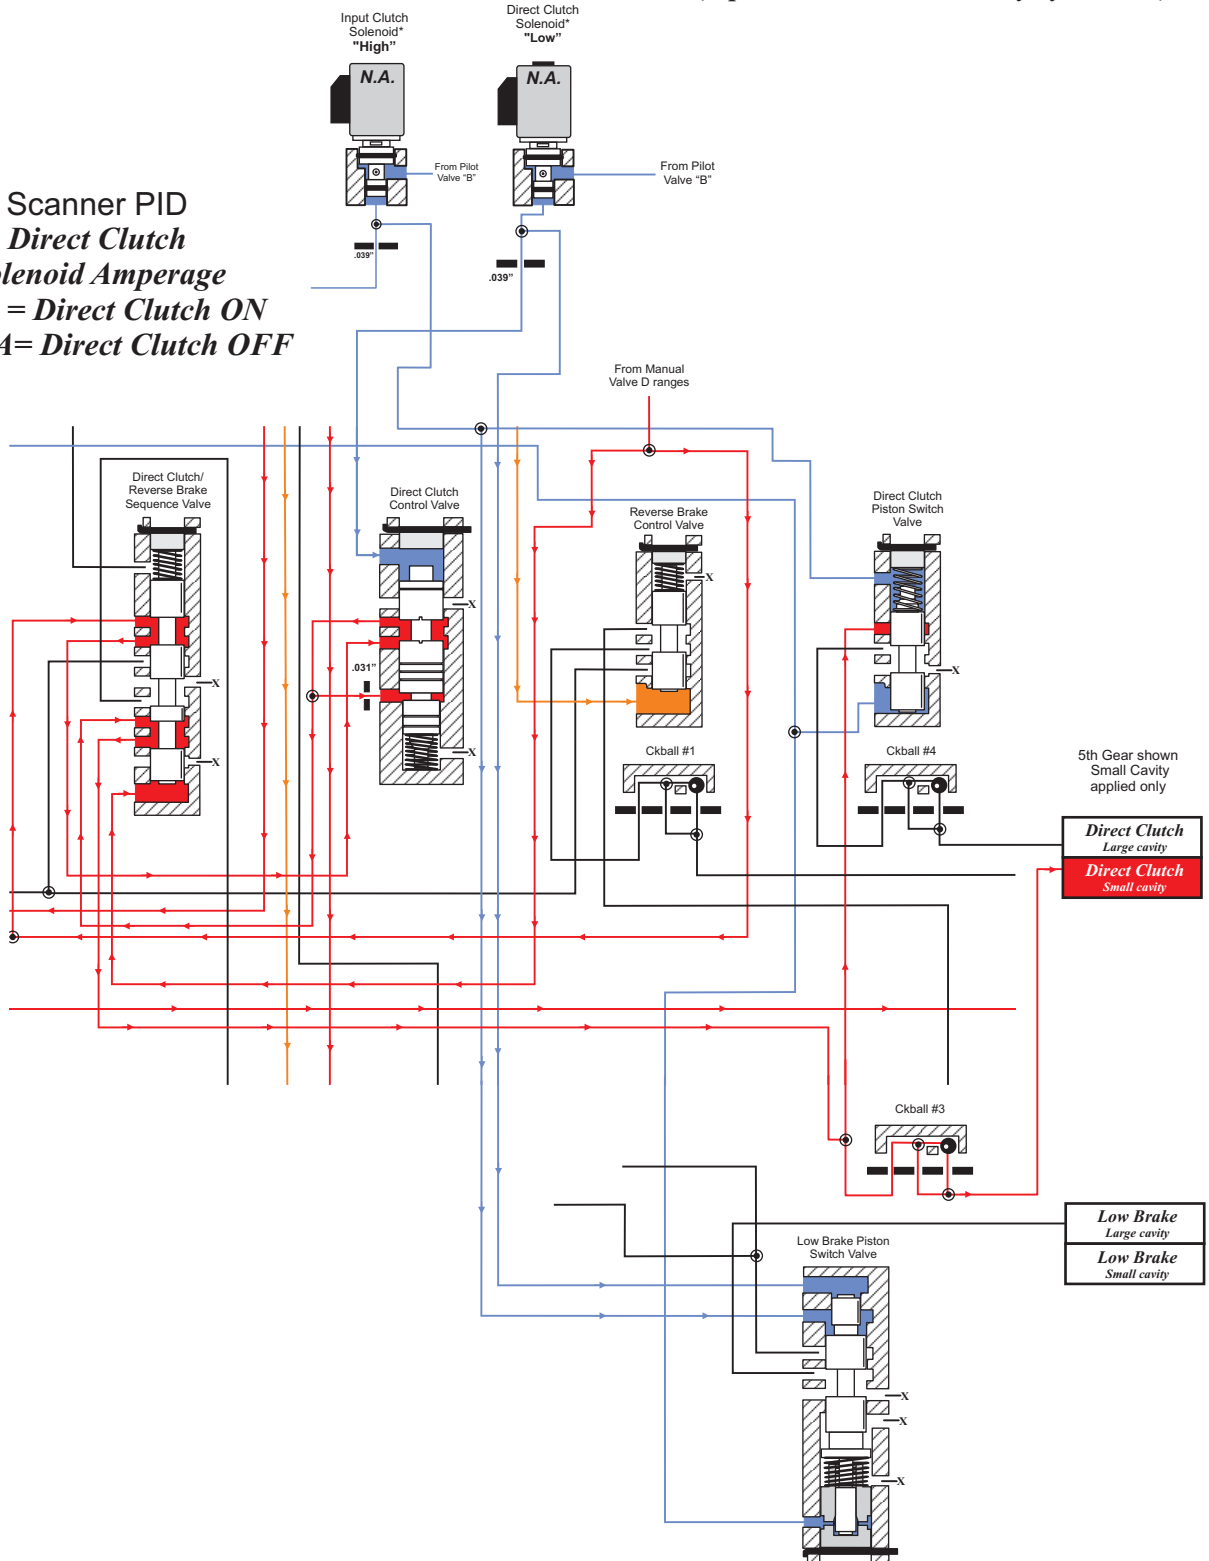 Input Clutch
Solenoid*
"High"
Direct Clutch
Solenoid*
"Low"
N.A.
N.A.
From Pilot
Valve "B"
From Pilot
Valve "B"
.039"
.039"
Scanner PID
Direct Clutch
Solenoid Amperage
= Direct Clutch ON
A= Direct Clutch OFF
From Manual
Valve D ranges
Direct Clutch/
Reverse Brake
Sequence Valve
Direct Clutch
Control Valve
Reverse Brake
Control Valve
Direct Clutch
Piston Switch
Valve
X
X
X
X
X
X
X
.031"
Ckball #1
Ckball #4
5th Gear shown
Small Cavity
applied only
Direct Clutch
Large cavity
Direct Clutch
Small cavity
Ckball #3
Low Brake
Large cavity
Low Brake
Small cavity
Low Brake Piston
Switch Valve
X
X
X